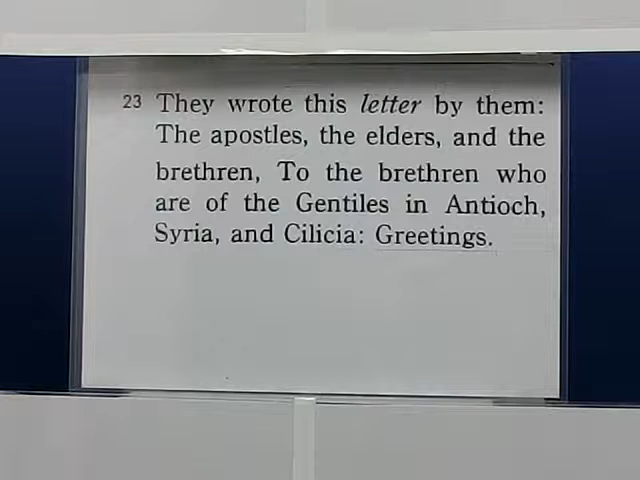 23 They wrote this letter by them:
The apostles, the elders, and the
brethren, To the brethren who
are of the Gentiles in Antioch,
Syria, and Cilicia: Greetings.